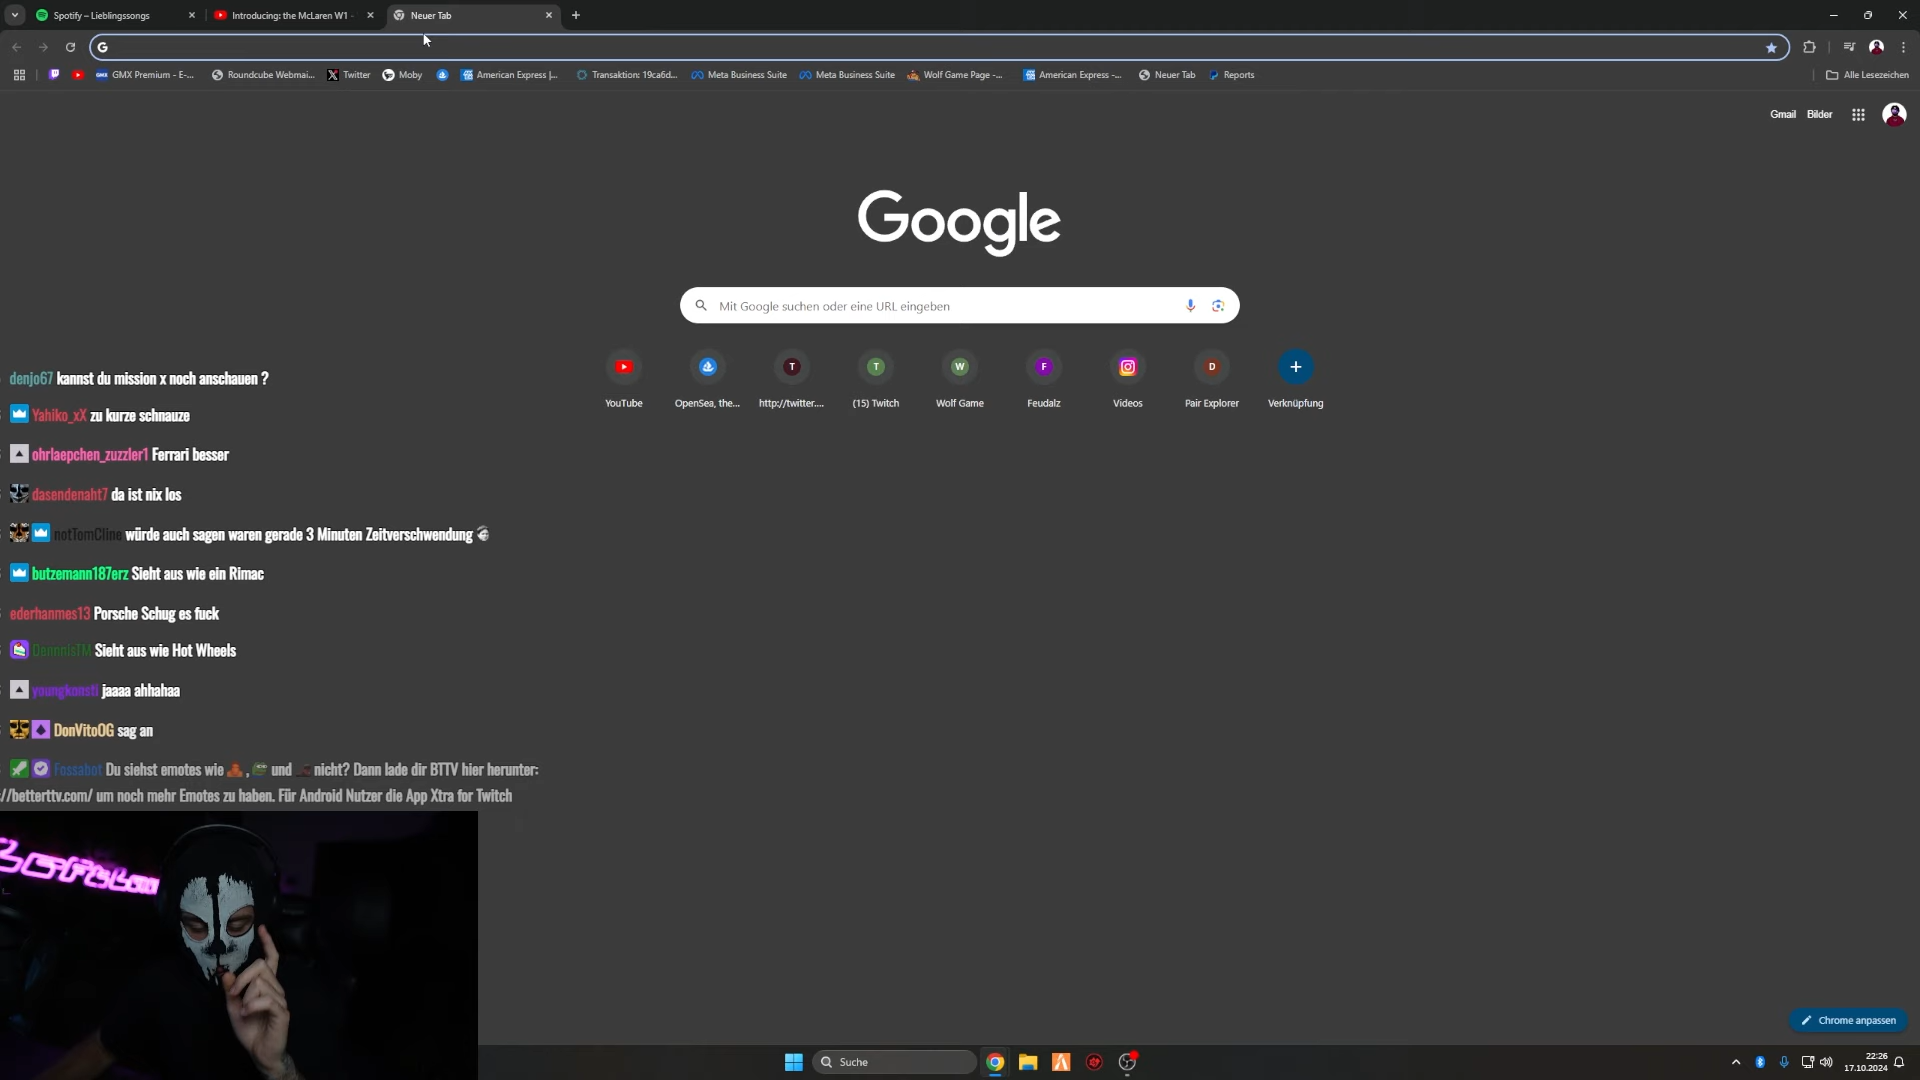 Spotify – Lieblingssongs
Introducing: the McLaren W1 -
Neuer Tab
GMX Premium - E-...
Roundcube Webmai...
Twitter
Moby
American Express |...
Transaktion: 19ca6d...
Meta Business Suite
Meta Business Suite
Wolf Game Page -...
American Express -...
Neuer Tab
Reports
Alle Lesezeichen
Gmail
Bilder
Google
Mit Google suchen oder eine URL eingeben
YouTube
OpenSea, the...
http://twitter....
(15) Twitch
Wolf Game
Feudalz
Videos
Pair Explorer
Verknüpfung
denjo67 kannst du mission x noch anschauen ?
Yahiko_xX zu kurze schnauze
ohrlaepchen_zuzzler1 Ferrari besser
dasendenaht7 da ist nix los
notTomCline würde auch sagen waren gerade 3 Minuten Zeitverschwendung
butzemann187erz Sieht aus wie ein Rimac
ederhanmes13 Porsche Schug es fuck
DennnisTM Sieht aus wie Hot Wheels
youngkonsti jaaaa ahhahaa
DonVitoOG sag an
Fossabot Du siehst emotes wie , und nicht? Dann lade dir BTTV hier herunter:
://betterttv.com/ um noch mehr Emotes zu haben. Für Android Nutzer die App Xtra for Twitch
Chrome anpassen
Suche
22:26
17.10.2024